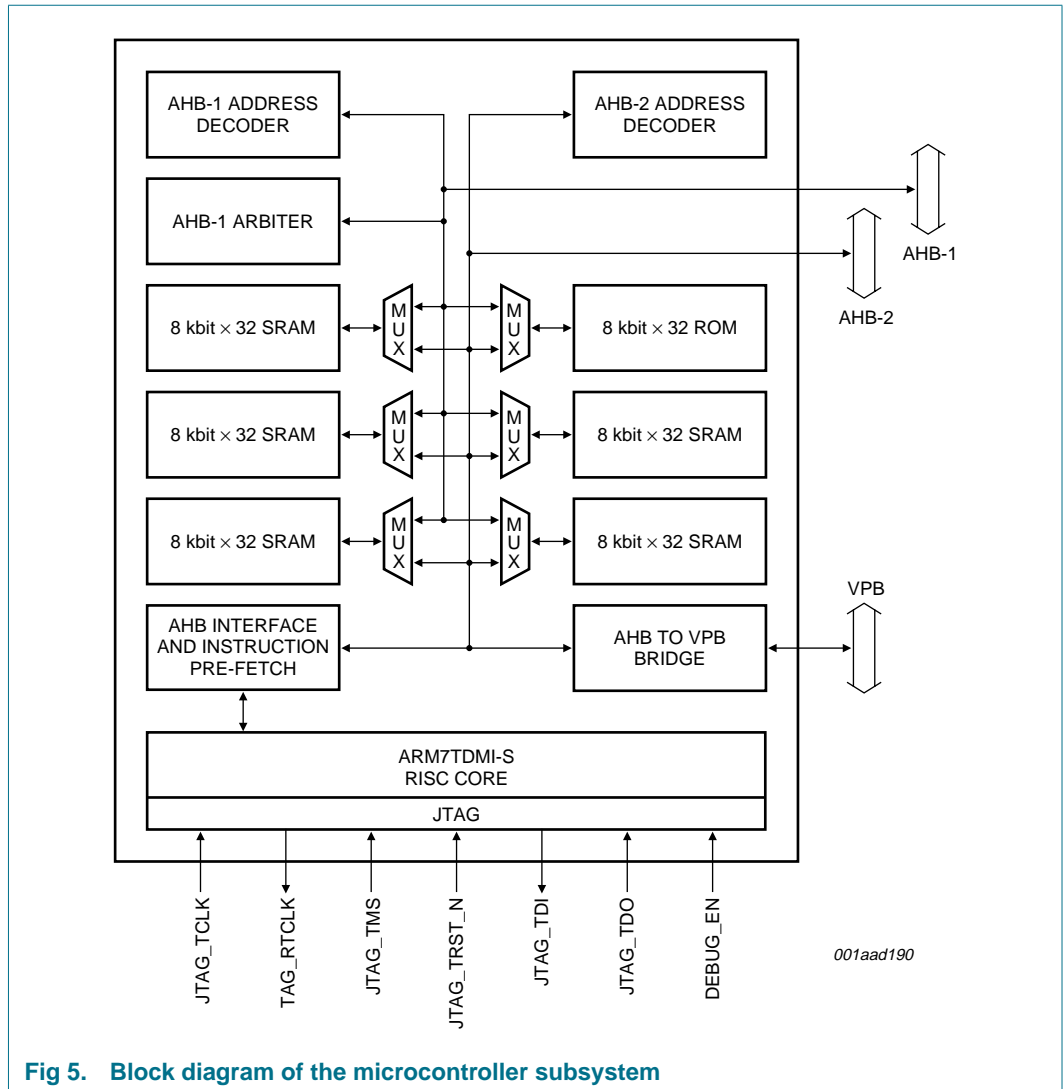 AHB-1 ADDRESS
DECODER
AHB-2 ADDRESS
DECODER
AHB-1 ARBITER
AHB-1
AHB-2
8 kbit × 32 SRAM
MUX
MUX
8 kbit × 32 ROM
8 kbit × 32 SRAM
MUX
MUX
8 kbit × 32 SRAM
8 kbit × 32 SRAM
MUX
MUX
8 kbit × 32 SRAM
AHB INTERFACE
AND INSTRUCTION
PRE-FETCH
AHB TO VPB
BRIDGE
VPB
ARM7TDMI-S
RISC CORE
JTAG
JTAG_TCLK
TAG_RTCLK
JTAG_TMS
JTAG_TRST_N
JTAG_TDI
JTAG_TDO
DEBUG_EN
001aad190
Fig 5. Block diagram of the microcontroller subsystem